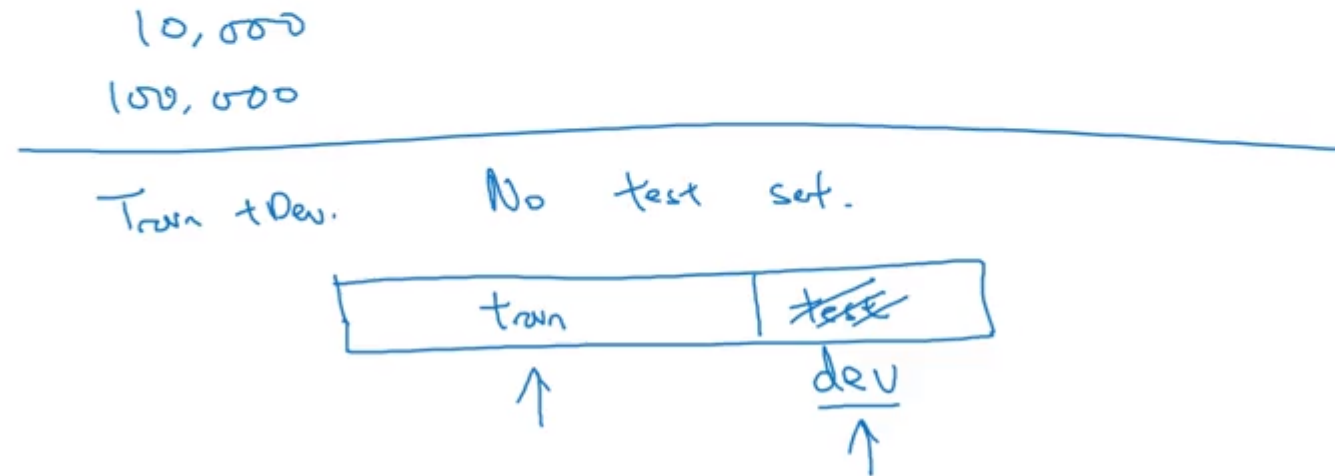 10,000
100,000
Train + Dev. No test set.
train test
dev